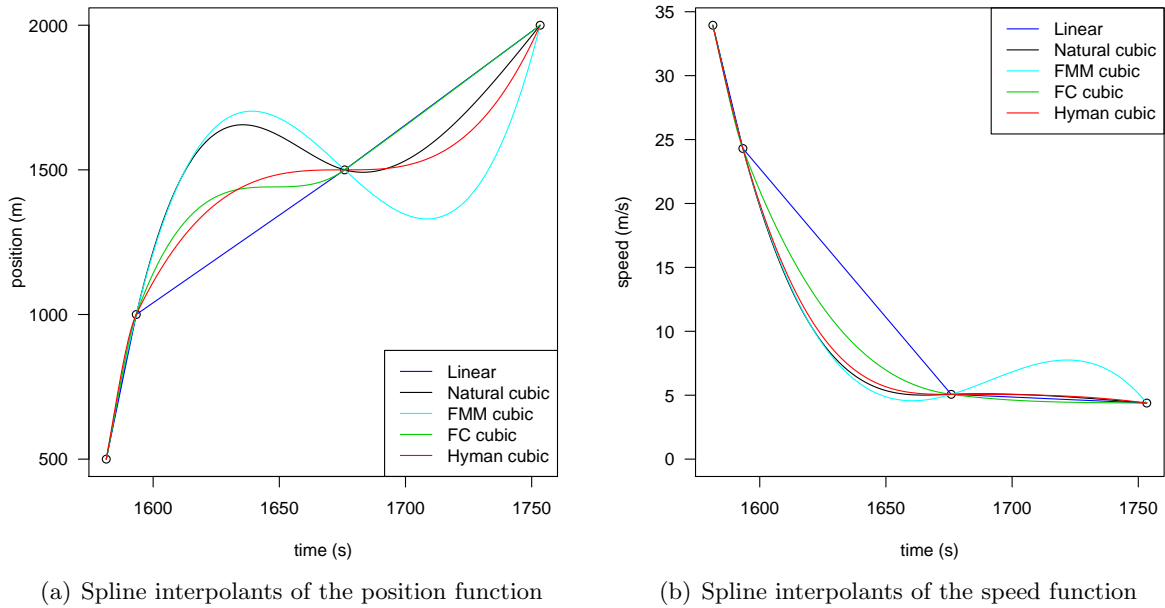 2000
1500
1000
500
position (m)
Linear
Natural cubic
FMM cubic
FC cubic
Hyman cubic
1600
1650
1700
1750
time (s)
(a) Spline interpolants of the position function
35
30
25
20
15
10
5
0
speed (m/s)
Linear
Natural cubic
FMM cubic
FC cubic
Hyman cubic
1600
1650
1700
1750
time (s)
(b) Spline interpolants of the speed function